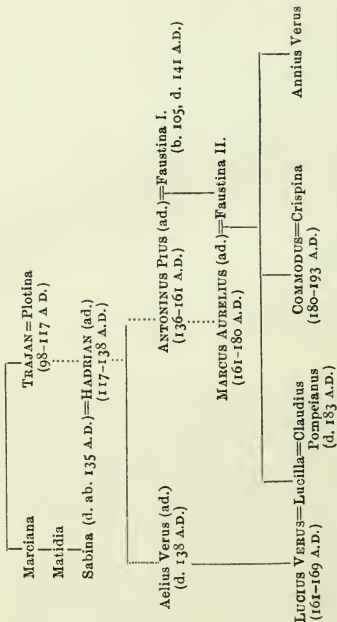 Marciana
TRAJAN=Plotina
(98-117 A D.)
Matidia
Sabina (d. ab. 135 A.D.)=HADRIAN (ad.)
(117-138 A.D.)
Aelius Verus (ad.)
(d. 138 A.D.)
ANTONINUS PIUS (ad.)=Faustina I.
(136-161 A.D.)
(b. 105, d. 141 A.D.)
MARCUS AURELIUS (ad.)=Faustina II.
(161-180 A.D.)
LUCIUS VERUS=Lucilla=Claudius
(161-169 A.D.)
Pompeianus
(d. 183 A.D.)
COMMODUS=Crispina
(180-193 A.D.)
Annius Verus